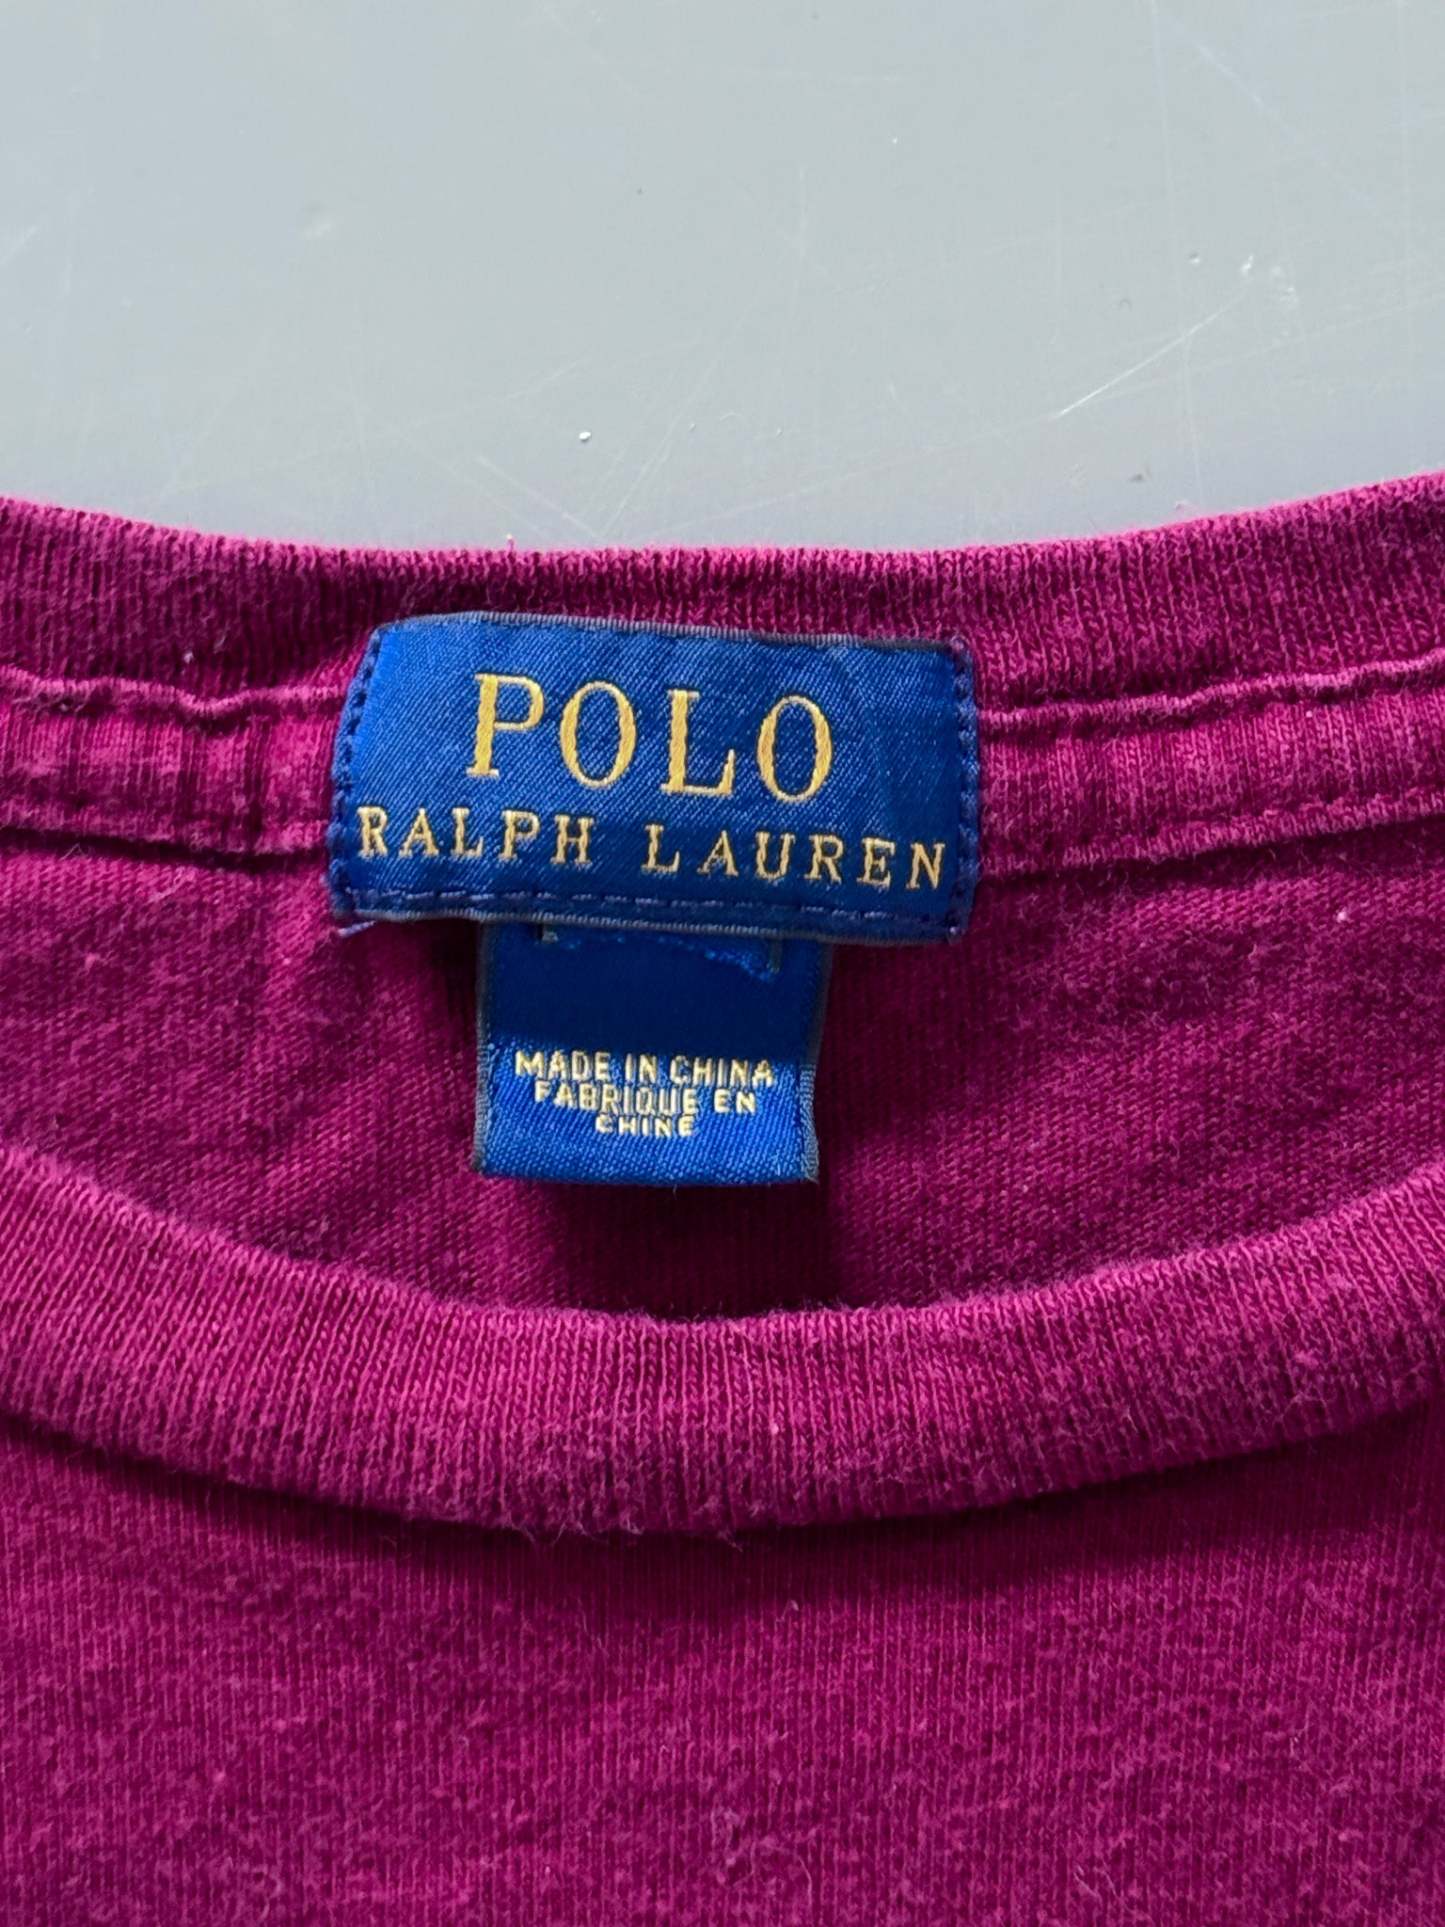 POLO
RALPH LAUREN
MADE IN CHINA
FABRIQUE EN
CHINE